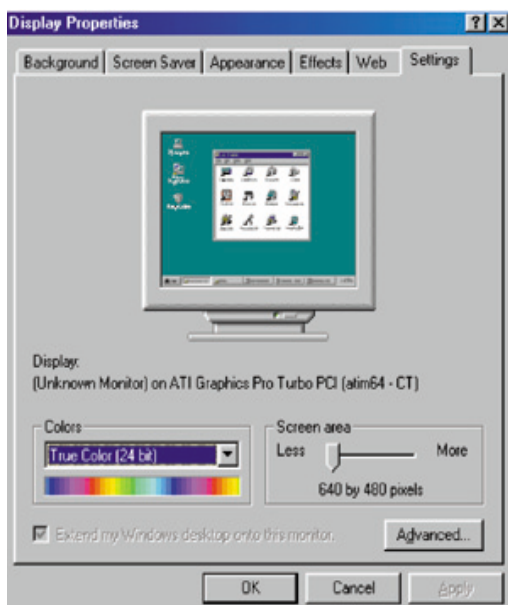 Display Properties
Background Screen Saver Appearance Effects Web Settings
Display:
(Unknown Monitor) on ATI Graphics Pro Turbo PCI (atim64 - CT)
Colors
True Color (24 bit)
Screen area
Less More
640 by 480 pixels
Extend my Windows desktop onto this monitor.
Advanced...
OK Cancel Apply